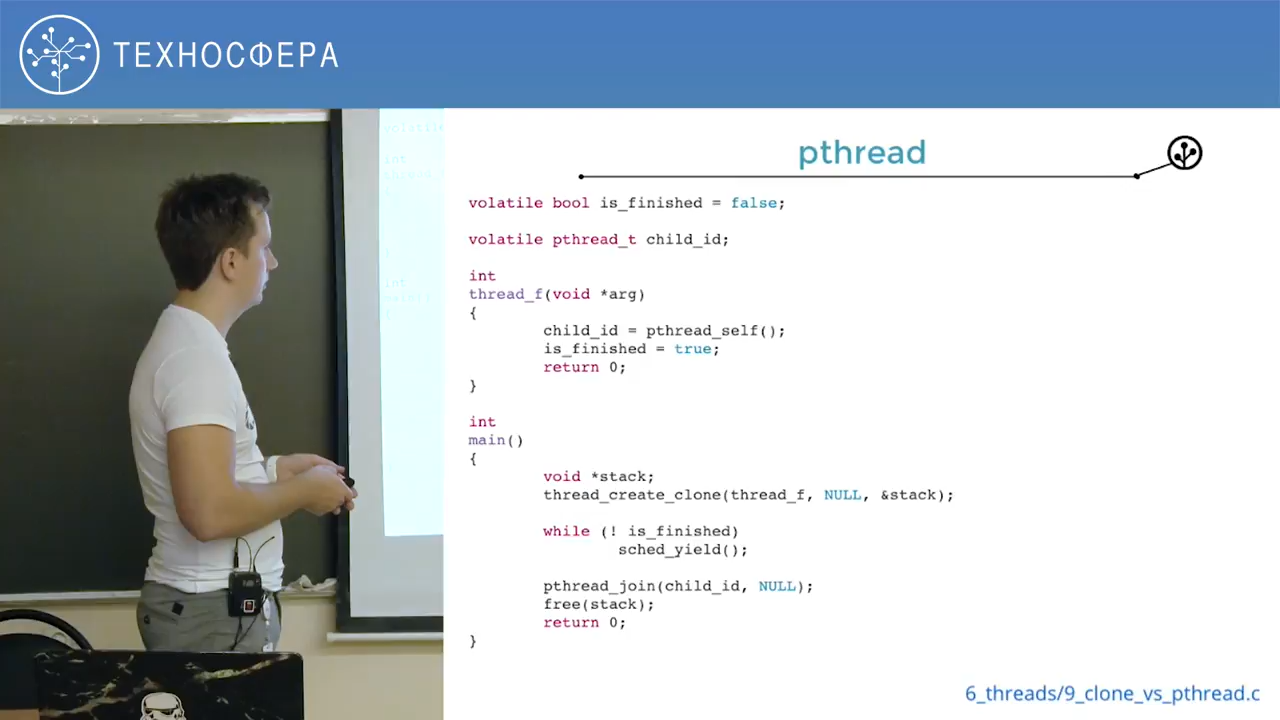 ТЕХНОСФЕРА
pthread
volatile bool is_finished = false;
volatile pthread_t child_id;
int
thread_f(void *arg)
{
child_id = pthread_self();
is_finished = true;
return 0;
}
int
main()
{
void *stack;
thread_create_clone(thread_f, NULL, &stack);
while (! is_finished)
sched_yield();
pthread_join(child_id, NULL);
free(stack);
return 0;
}
6_threads/9_clone_vs_pthread.c